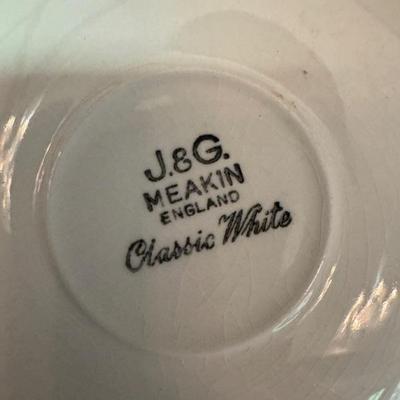 J.&G.
MEAKIN
ENGLAND
Classic White